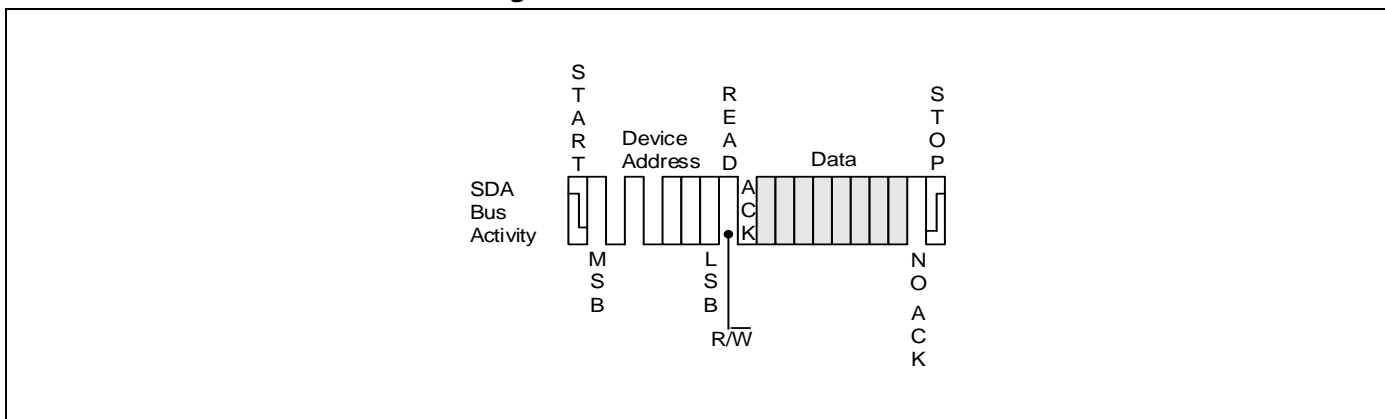 START
READ
STOP
Device
Address
Data
SDA
Bus
Activity
ACK
MSB
LSB
NO ACK
R/W̅